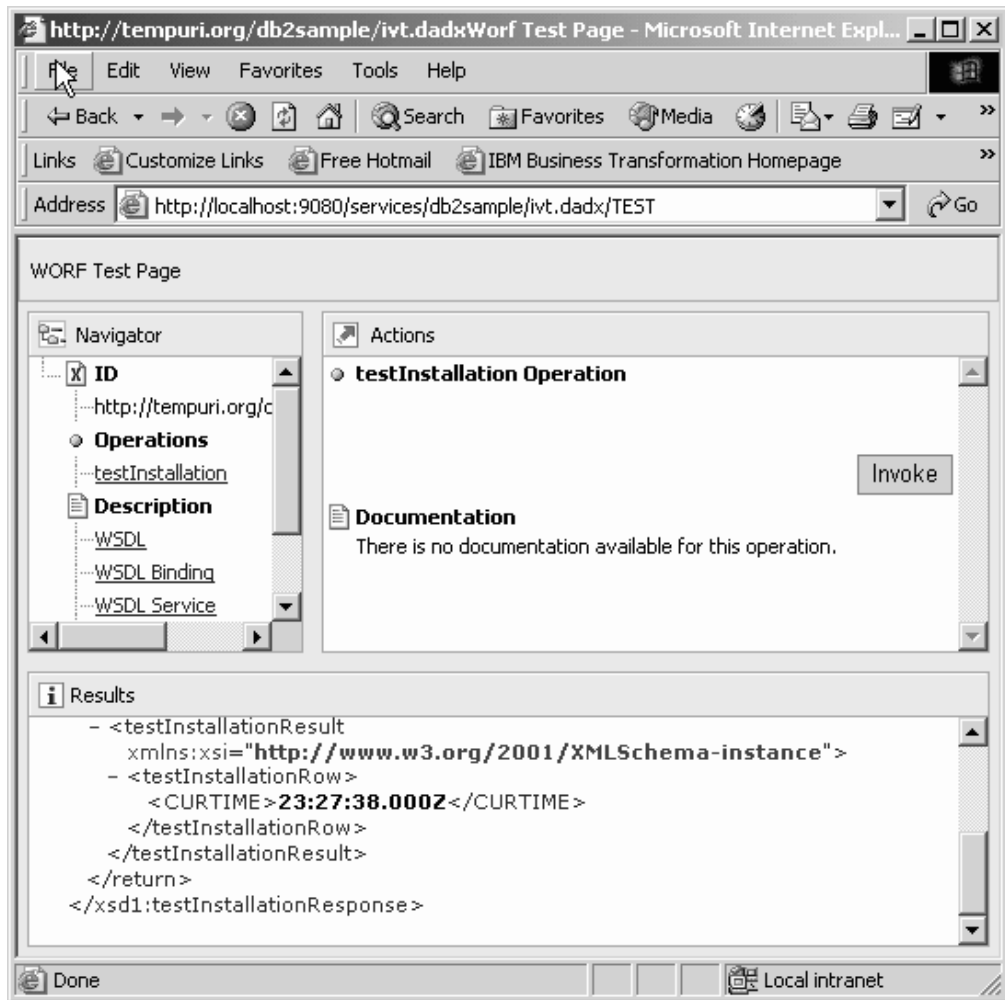 http://tempuri.org/db2sample/ivt.dadxWorf Test Page - Microsoft Internet Expl...
File Edit View Favorites Tools Help
Back Search Favorites Media »
Links Customize Links Free Hotmail IBM Business Transformation Homepage »
Address http://localhost:9080/services/db2sample/ivt.dadx/TEST Go
WORF Test Page
Navigator
ID
http://tempuri.org/c
Operations
testInstallation
Description
WSDL
WSDL Binding
WSDL Service
Actions
testInstallation Operation
Invoke
Documentation
There is no documentation available for this operation.
Results
- <testInstallationResult
xmlns:xsi="http://www.w3.org/2001/XMLSchema-instance">
- <testInstallationRow>
<CURTIME>23:27:38.000Z</CURTIME>
</testInstallationRow>
</testInstallationResult>
</return>
</xsd1:testInstallationResponse>
Done Local intranet